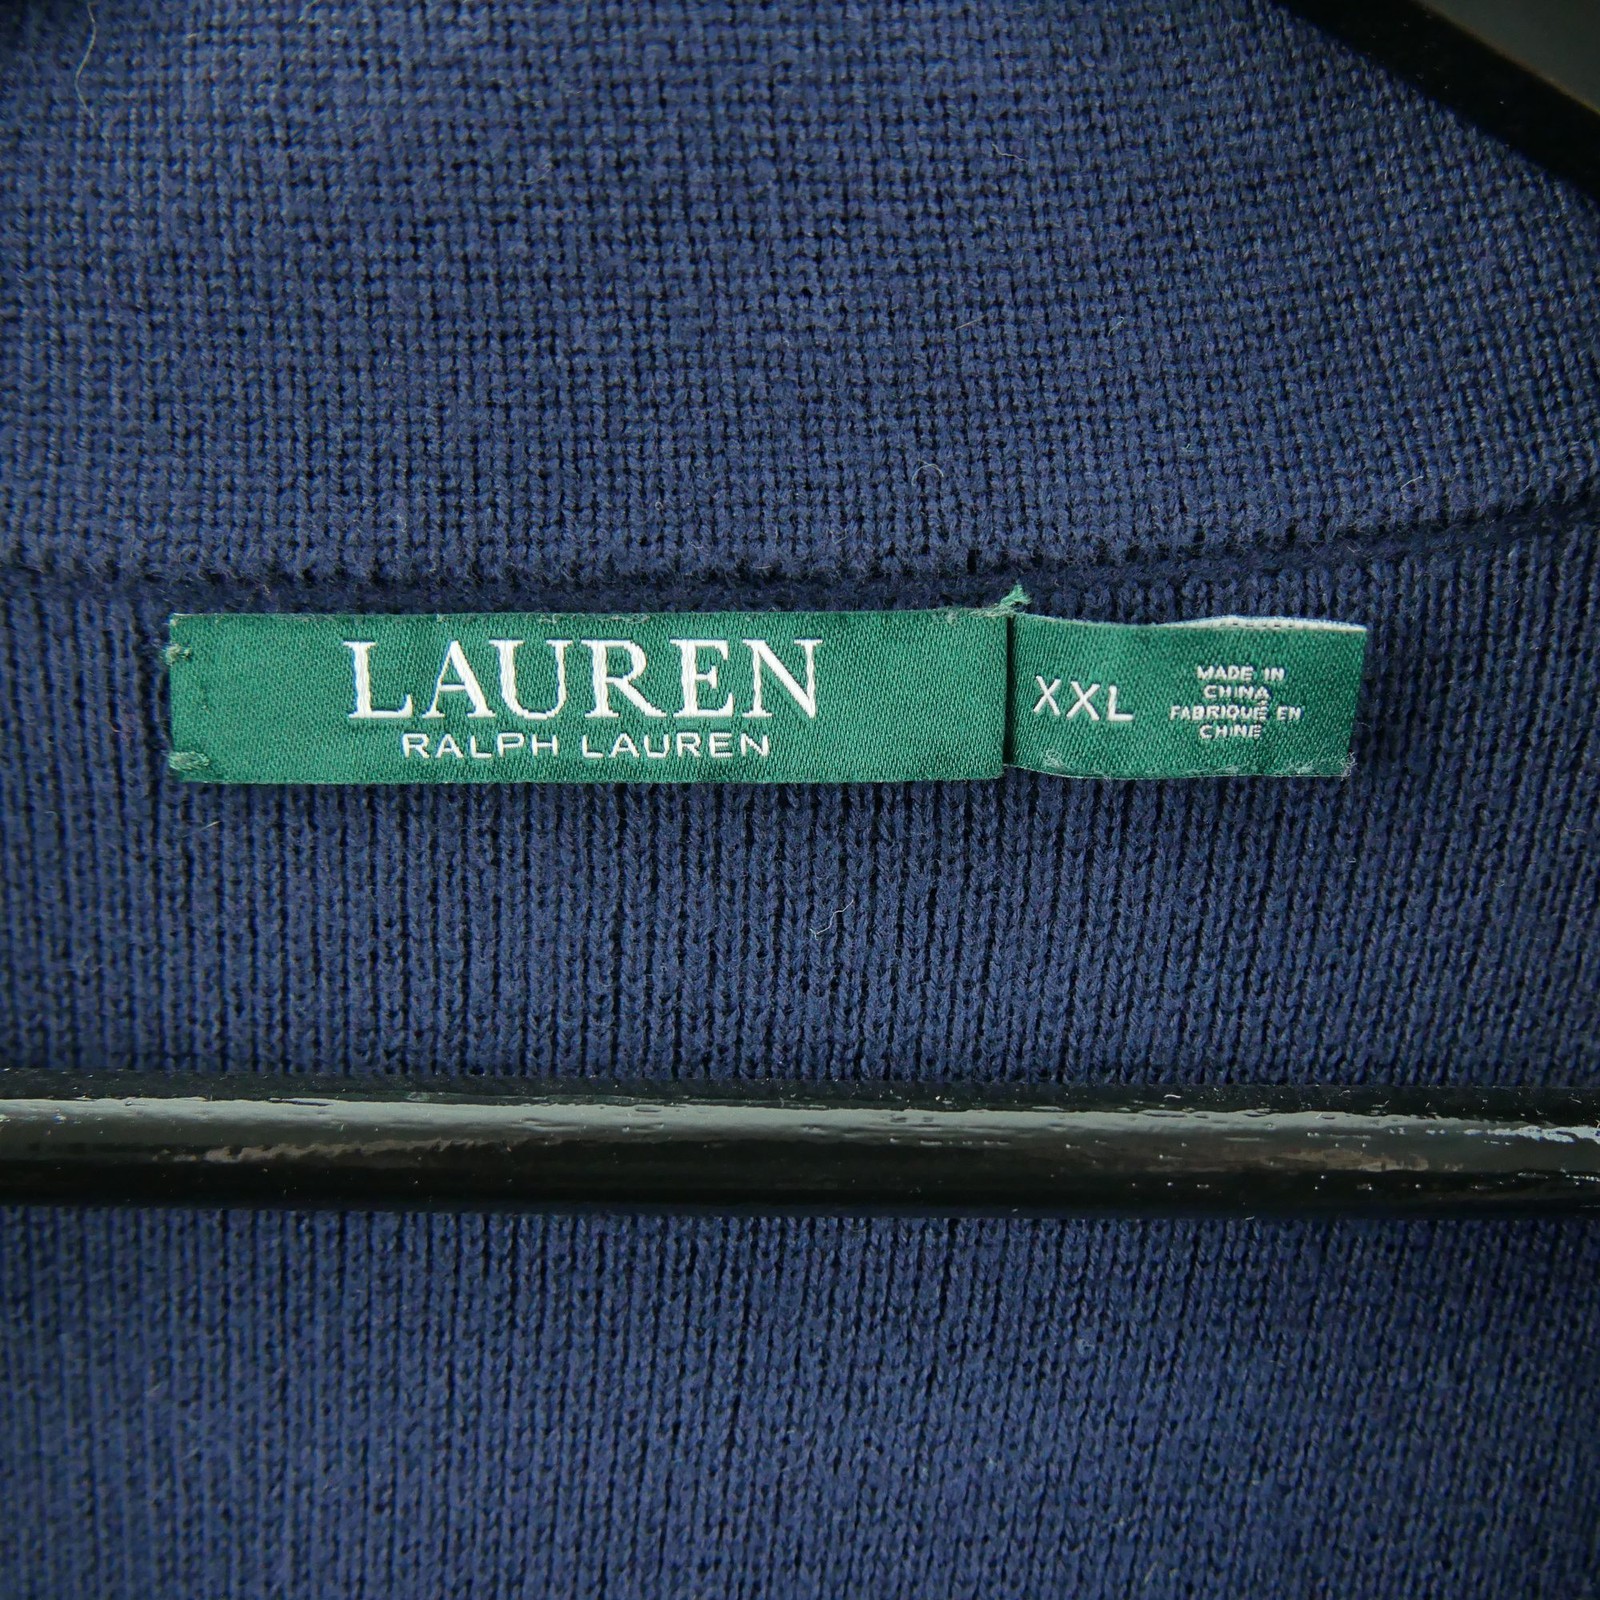 LAUREN
RALPH LAUREN
XXL
MADE IN
CHINA
FABRIQUÉ EN
CHINE